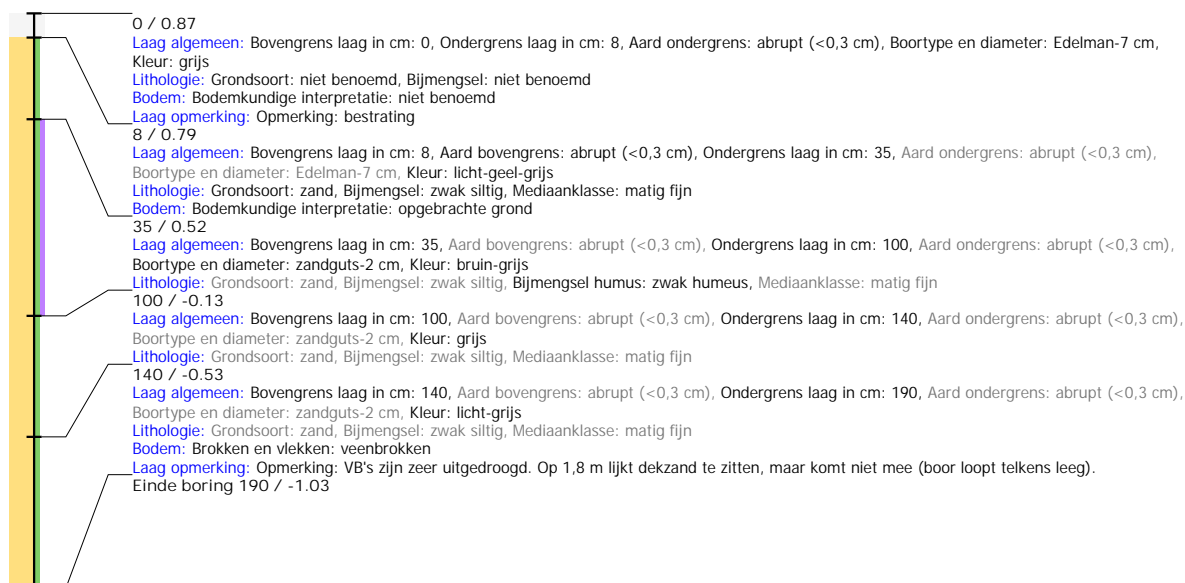 0 / 0.87
Laag algemeen: Bovengrens laag in cm: 0, Ondergrens laag in cm: 8, Aard ondergrens: abrupt (<0,3 cm), Boortype en diameter: Edelman-7 cm,
Kleur: grijs
Lithologie: Grondsoort: niet benoemd, Bijmengsel: niet benoemd
Bodem: Bodemkundige interpretatie: niet benoemd
Laag opmerking: Opmerking: bestrating
8 / 0.79
Laag algemeen: Bovengrens laag in cm: 8, Aard bovengrens: abrupt (<0,3 cm), Ondergrens laag in cm: 35, Aard ondergrens: abrupt (<0,3 cm),
Boortype en diameter: Edelman-7 cm, Kleur: licht-geel-grijs
Lithologie: Grondsoort: zand, Bijmengsel: zwak siltig, Mediaanklasse: matig fijn
Bodem: Bodemkundige interpretatie: opgebrachte grond
35 / 0.52
Laag algemeen: Bovengrens laag in cm: 35, Aard bovengrens: abrupt (<0,3 cm), Ondergrens laag in cm: 100, Aard ondergrens: abrupt (<0,3 cm),
Boortype en diameter: zandguts-2 cm, Kleur: bruin-grijs
Lithologie: Grondsoort: zand, Bijmengsel: zwak siltig, Bijmengsel humus: zwak humeus, Mediaanklasse: matig fijn
100 / -0.13
Laag algemeen: Bovengrens laag in cm: 100, Aard bovengrens: abrupt (<0,3 cm), Ondergrens laag in cm: 140, Aard ondergrens: abrupt (<0,3 cm),
Boortype en diameter: zandguts-2 cm, Kleur: grijs
Lithologie: Grondsoort: zand, Bijmengsel: zwak siltig, Mediaanklasse: matig fijn
140 / -0.53
Laag algemeen: Bovengrens laag in cm: 140, Aard bovengrens: abrupt (<0,3 cm), Ondergrens laag in cm: 190, Aard ondergrens: abrupt (<0,3 cm),
Boortype en diameter: zandguts-2 cm, Kleur: licht-grijs
Lithologie: Grondsoort: zand, Bijmengsel: zwak siltig, Mediaanklasse: matig fijn
Bodem: Brokken en vlekken: veenbrokken
Laag opmerking: Opmerking: VB's zijn zeer uitgedroogd. Op 1,8 m lijkt dekzand te zitten, maar komt niet mee (boor loopt telkens leeg).
Einde boring 190 / -1.03